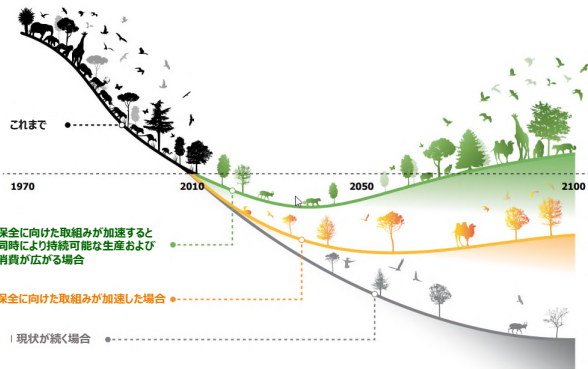 これまで
1970
2010
2050
2100
保全に向けた取組みが加速すると
同時により持続可能な生産および
消費が広がる場合
保全に向けた取組みが加速した場合
現状が続く場合